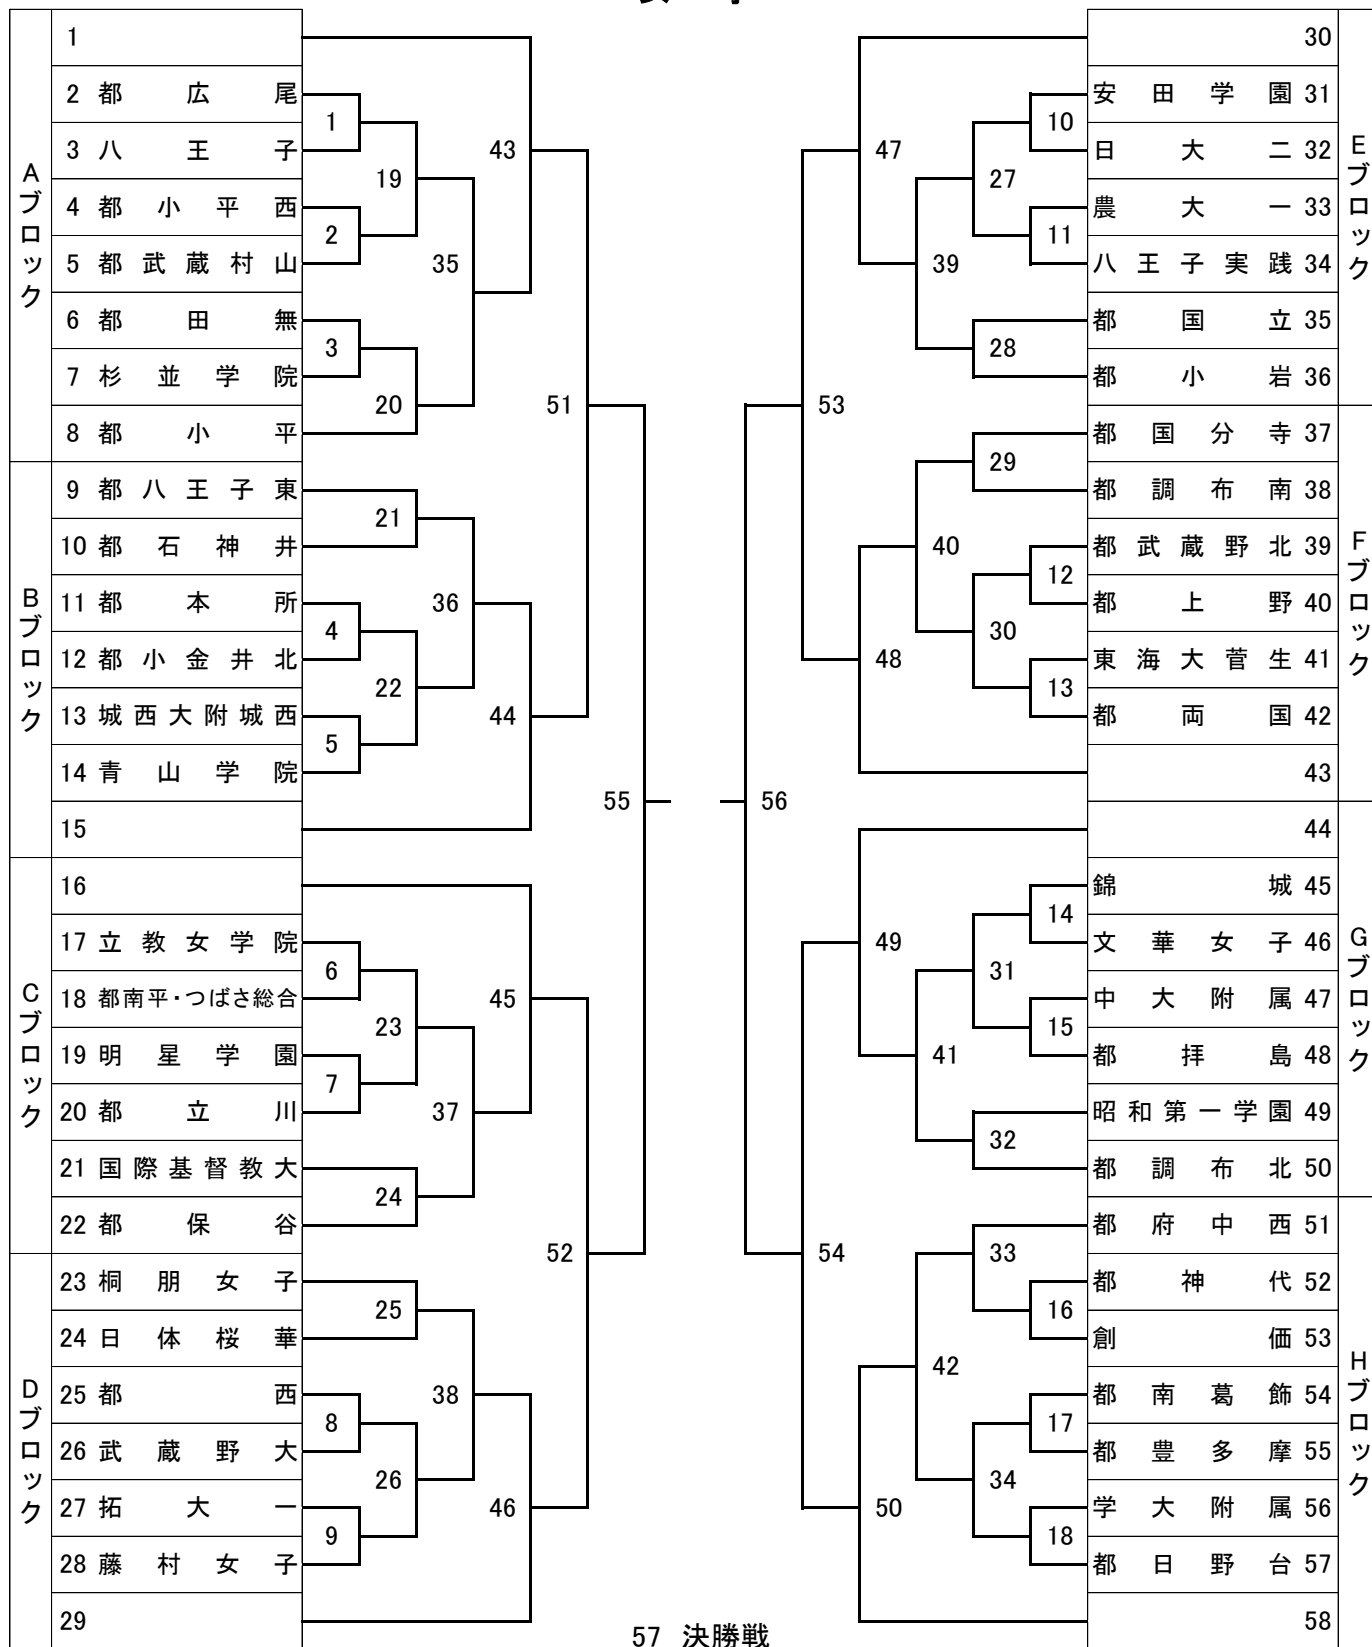 Aブロック
1
2 都広尾
3 八王子
4 都小平西
5 都武蔵村山
6 都田無
7 杉並学院
8 都小平
Bブロック
9 都八王子東
10 都石神井
11 都本所
12 都小金井北
13 城西大附城西
14 青山学院
15
Cブロック
16
17 立教女学院
18 都南平・つばさ総合
19 明星学園
20 都立川
21 国際基督教大
22 都保谷
Dブロック
23 桐朋女子
24 日体桜華
25 都西
26 武蔵野大
27 拓大一
28 藤村女子
29
1
2
3
4
5
6
7
8
9
19
20
21
22
23
24
25
26
35
36
37
38
43
44
45
46
51
52
55
56
53
54
47
48
49
50
39
40
41
42
27
28
29
30
31
32
33
34
10
11
12
13
14
15
16
17
18
30
安田学園 31
日大二 32
農大一 33
八王子実践 34
都国立 35
都小岩 36
Eブロック
都国分寺 37
都調布南 38
都武蔵野北 39
都上野 40
東海大菅生 41
都両国 42
43
Fブロック
44
錦城 45
文華女子 46
中大附属 47
都拝島 48
昭和第一学園 49
都調布北 50
Gブロック
都府中西 51
都神代 52
創価 53
都南葛飾 54
都豊多摩 55
学大附属 56
都日野台 57
58
Hブロック
57 決勝戦